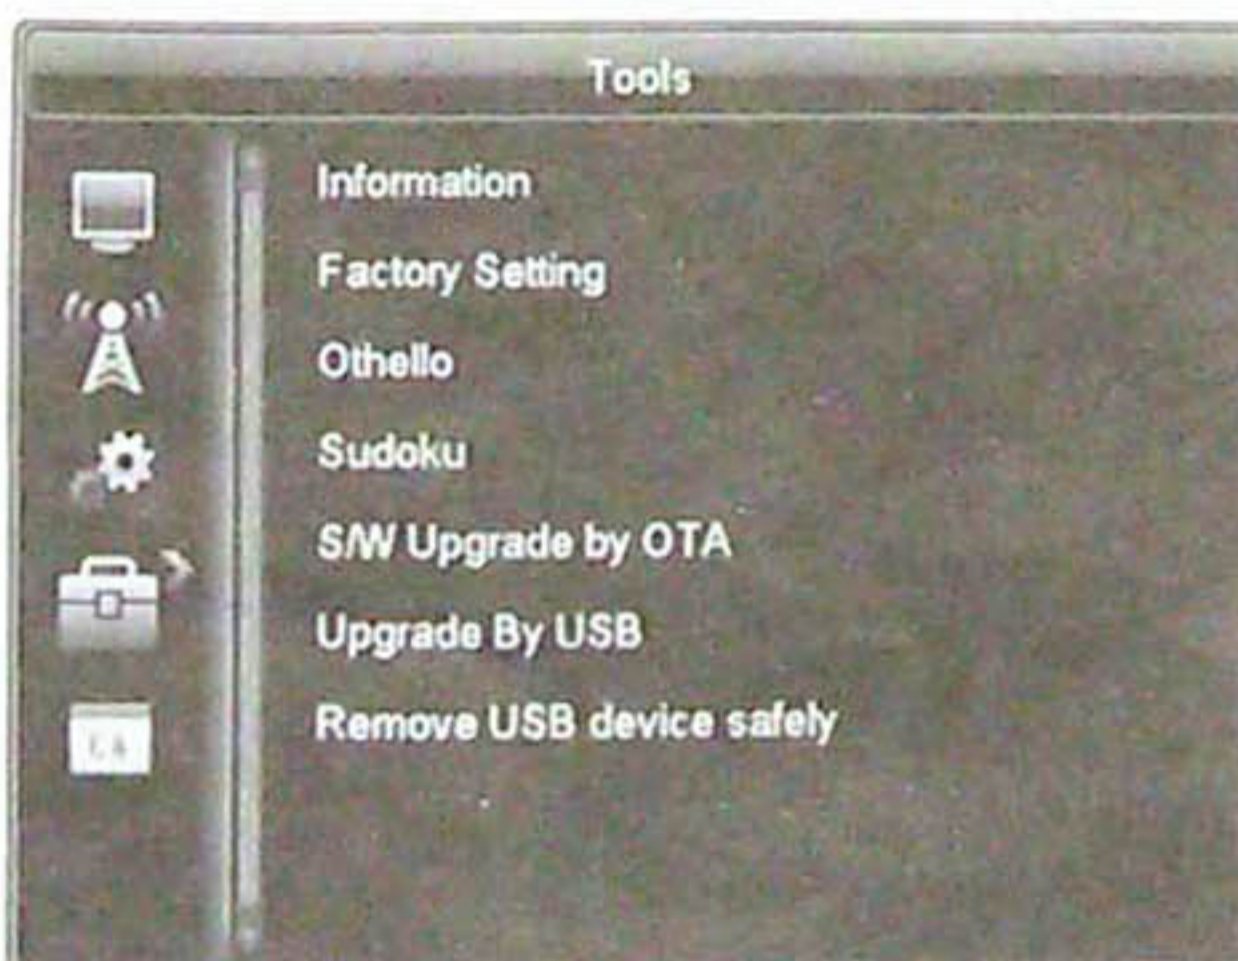 Tools
Information
Factory Setting
Othello
Sudoku
S/W Upgrade by OTA
Upgrade By USB
Remove USB device safely